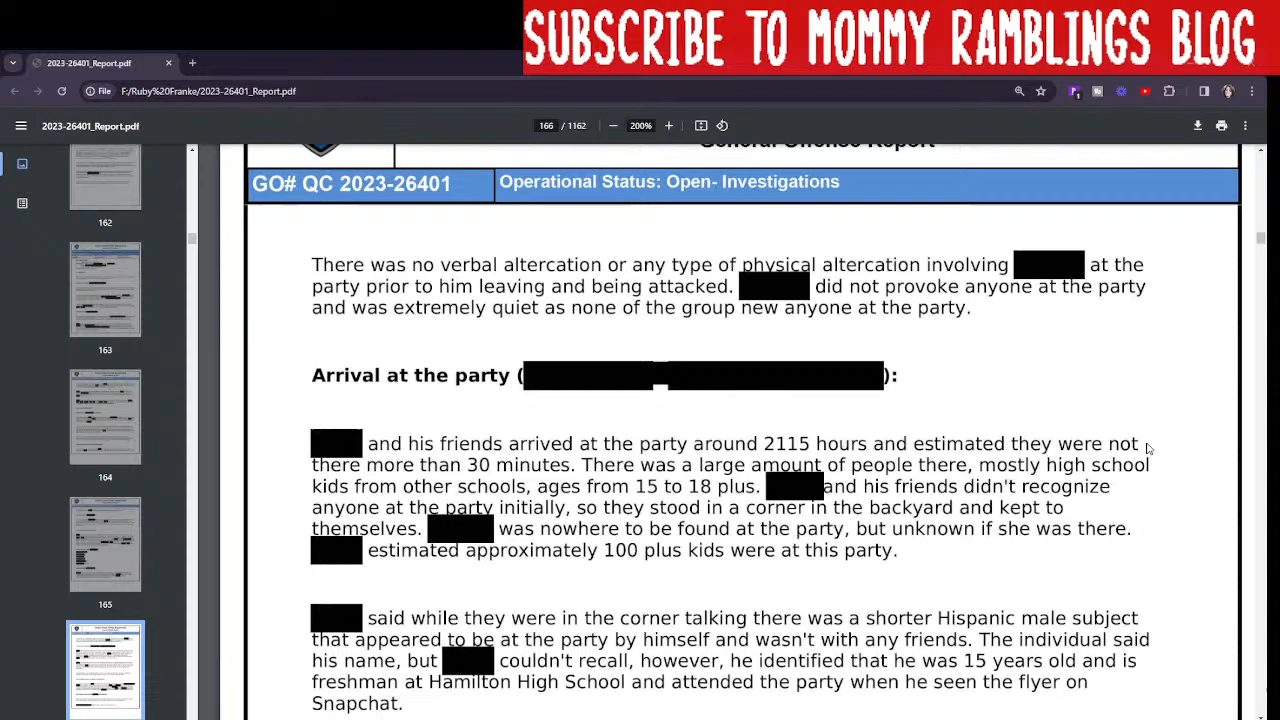 SUBSCRIBE TO MOMMY RAMBLINGS BLOG
2023-26401_Report.pdf
File F:/Ruby%20Franke/2023-26401_Report.pdf
2023-26401_Report.pdf 166 / 1162 200%
General Offense Report
GO# QC 2023-26401 Operational Status: Open- Investigations
162
163
164
165
There was no verbal altercation or any type of physical altercation involving at the
party prior to him leaving and being attacked. did not provoke anyone at the party
and was extremely quiet as none of the group new anyone at the party.
Arrival at the party ( ):
and his friends arrived at the party around 2115 hours and estimated they were not
there more than 30 minutes. There was a large amount of people there, mostly high school
kids from other schools, ages from 15 to 18 plus. and his friends didn't recognize
anyone at the party initially, so they stood in a corner in the backyard and kept to
themselves. was nowhere to be found at the party, but unknown if she was there.
estimated approximately 100 plus kids were at this party.
said while they were in the corner talking there was a shorter Hispanic male subject
that appeared to be at the party by himself and wasn't with any friends. The individual said
his name, but couldn't recall, however, he identified that he was 15 years old and is
freshman at Hamilton High School and attended the party when he seen the flyer on
Snapchat.